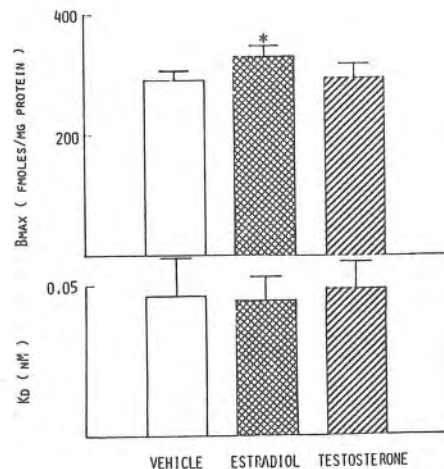 400
*
200
BMAX ( FMOLES/MG PROTEIN )
0.05
KD ( NM )
VEHICLE ESTRADIOL TESTOSTERONE